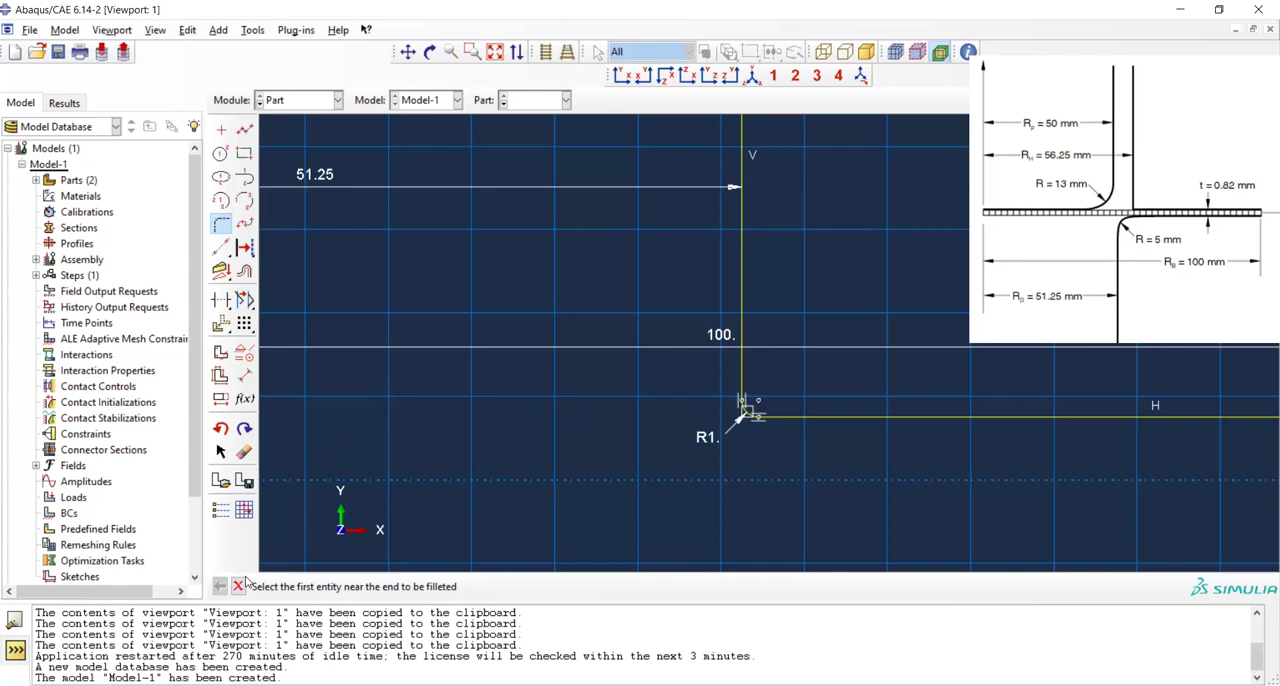 Abaqus/CAE 6.14-2 [Viewport: 1]
File Model Viewport View Edit Add Tools Plug-ins Help
All
1 2 3 4
Model Results
Module: Part Model: Model-1 Part:
Model Database
Models (1)
Model-1
Parts (2)
Materials
Calibrations
Sections
Profiles
Assembly
Steps (1)
Field Output Requests
History Output Requests
Time Points
ALE Adaptive Mesh Constrai
Interactions
Interaction Properties
Contact Controls
Contact Initializations
Contact Stabilizations
Constraints
Connector Sections
Fields
Amplitudes
Loads
BCs
Predefined Fields
Remeshing Rules
Optimization Tasks
Sketches
f(x)
51.25
V
100.
H
R1.
Y
Z X
Rp = 50 mm
RH = 56.25 mm
R = 13 mm
t = 0.82 mm
R = 5 mm
RB = 100 mm
RD = 51.25 mm
Select the first entity near the end to be filleted
SIMULIA
The contents of viewport "Viewport: 1" have been copied to the clipboard.
The contents of viewport "Viewport: 1" have been copied to the clipboard.
The contents of viewport "Viewport: 1" have been copied to the clipboard.
The contents of viewport "Viewport: 1" have been copied to the clipboard.
Application restarted after 270 minutes of idle time; the license will be checked within the next 3 minutes.
A new model database has been created.
The model "Model-1" has been created.